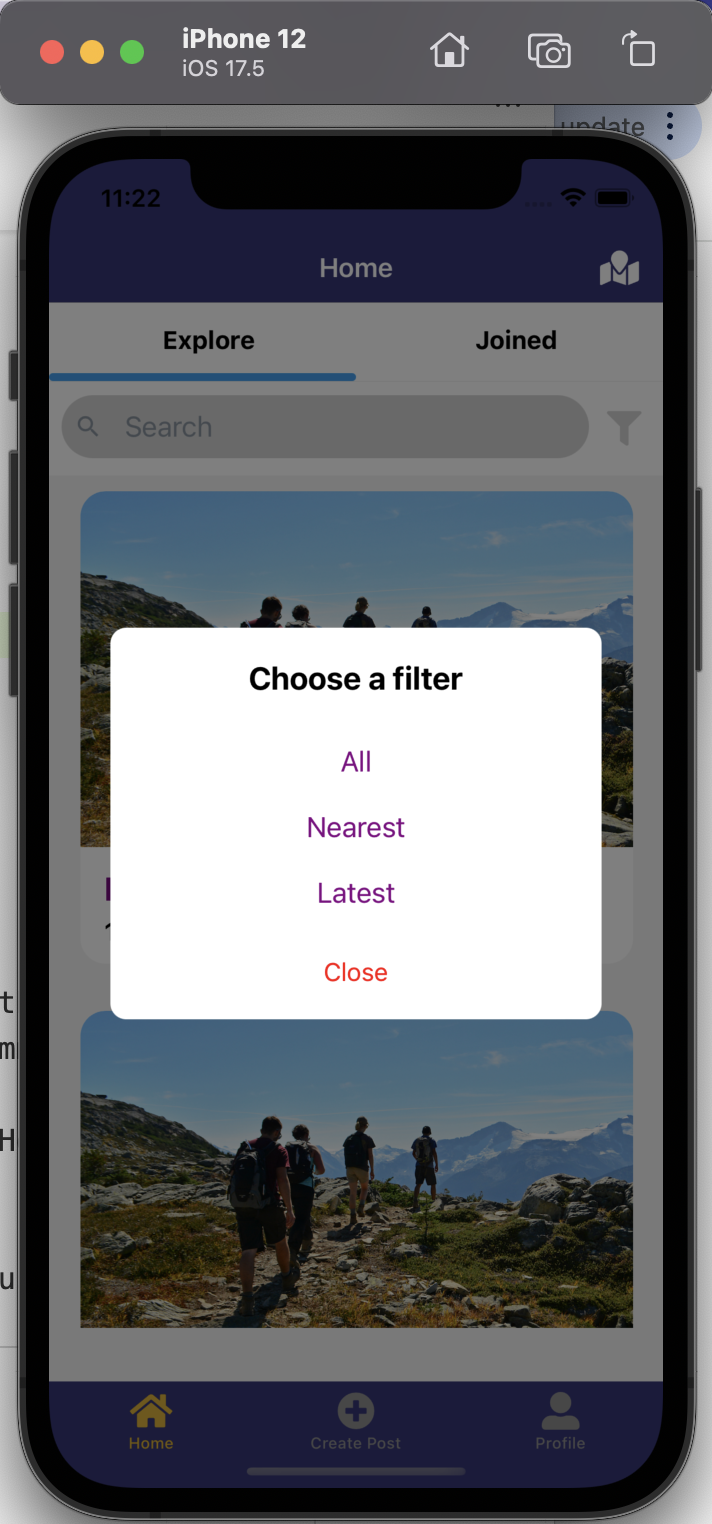 iPhone 12
iOS 17.5
update
11:22
Home
Explore
Joined
Search
Choose a filter
All
Nearest
Latest
Close
Home
Create Post
Profile